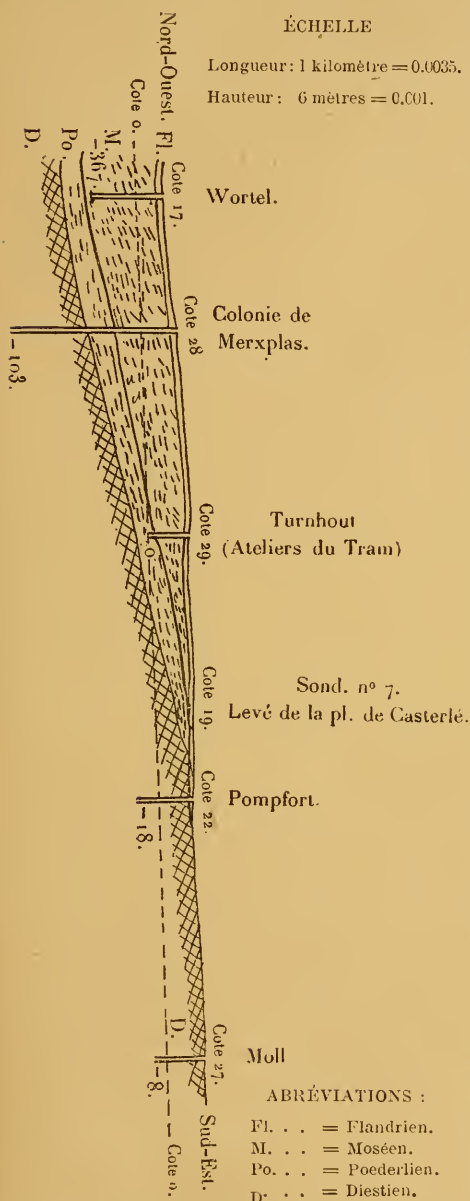 ÉCHELLE
Longueur: 1 kilomètre = 0.0035.
Hauteur: 6 mètres = 0.001.
Nord-Ouest.
Fl.
Cote 0.
M.
-36
Po.
D.
Cote 17.
Wortel.
Cote 28
Colonie de
Merxplas.
-103.
Cote 29.
0
Turnhout
(Ateliers du Tram)
Cote 19.
Sond. nº 7.
Levé de la pl. de Casterlé.
Cote 22.
Pompfort.
-18.
D.
Cote 27.
Moll
-8.
Cote 0.
Sud-Est.
ABRÉVIATIONS :
Fl. . . = Flandrien.
M. . . = Moséen.
Po. . . = Poederlien.
D. . . = Diestien.